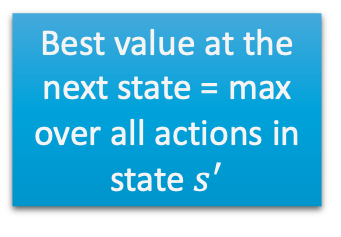 Best value at the
next state = max
over all actions in
state s′